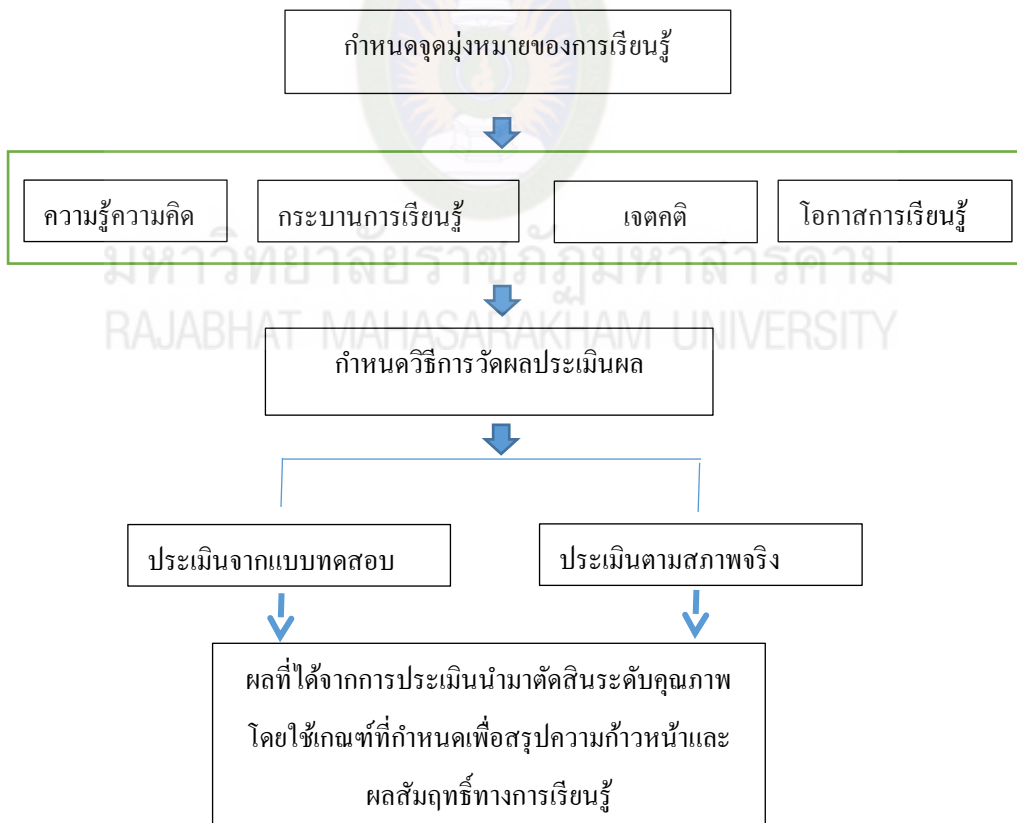 กำหนดจุดมุ่งหมายของการเรียนรู้
ความรู้ความคิด
กระบานการเรียนรู้
เจตคติ
โอกาสการเรียนรู้
มหาวิทยาลัยราชภัฏมหาสารคาม
RAJABHAT MAHASARAKHAM UNIVERSITY
กำหนดวิธีการวัดผลประเมินผล
ประเมินจากแบบทดสอบ
ประเมินตามสภาพจริง
ผลที่ได้จากการประเมินนำมาตัดสินระดับคุณภาพ
โดยใช้เกณฑ์ที่กำหนดเพื่อสรุปความก้าวหน้าและ
ผลสัมฤทธิ์ทางการเรียนรู้